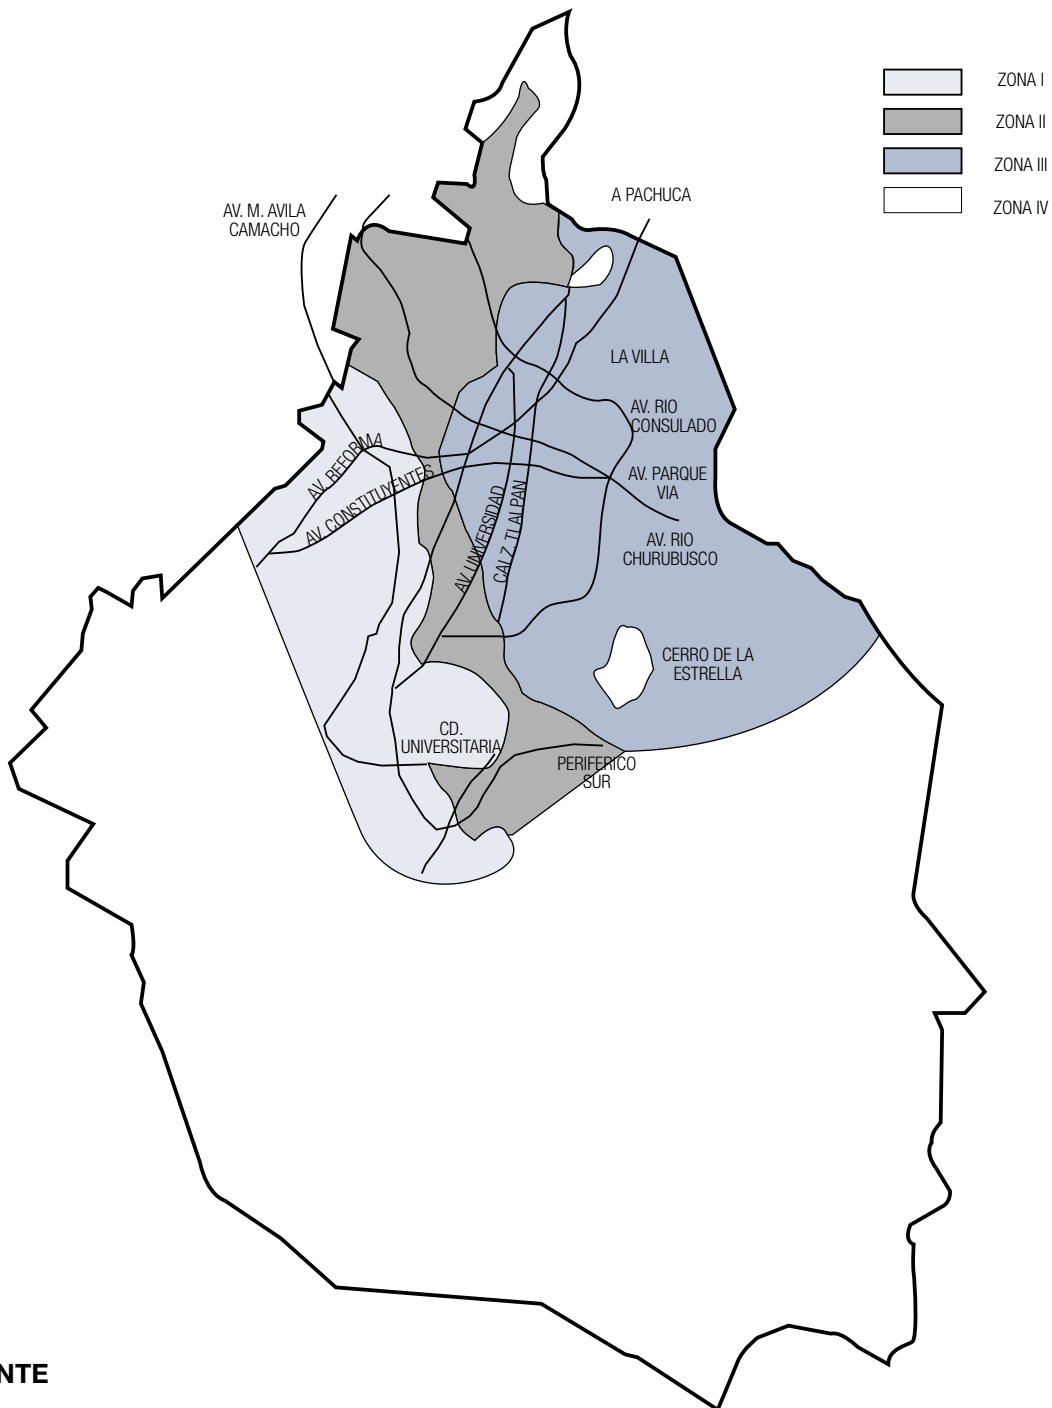 ZONA I
ZONA II
ZONA III
ZONA IV
A PACHUCA
AV. M. AVILA
CAMACHO
LA VILLA
AV. RIO
CONSULADO
AV. REFORMA
AV. CONSTITUYENTES
AV. PARQUE
VIA
AV. UNIVERSIDAD
CALZ. TLALPAN
AV. RIO
CHURUBUSCO
CERRO DE LA
ESTRELLA
CD.
UNIVERSITARIA
PERIFERICO
SUR
NTE